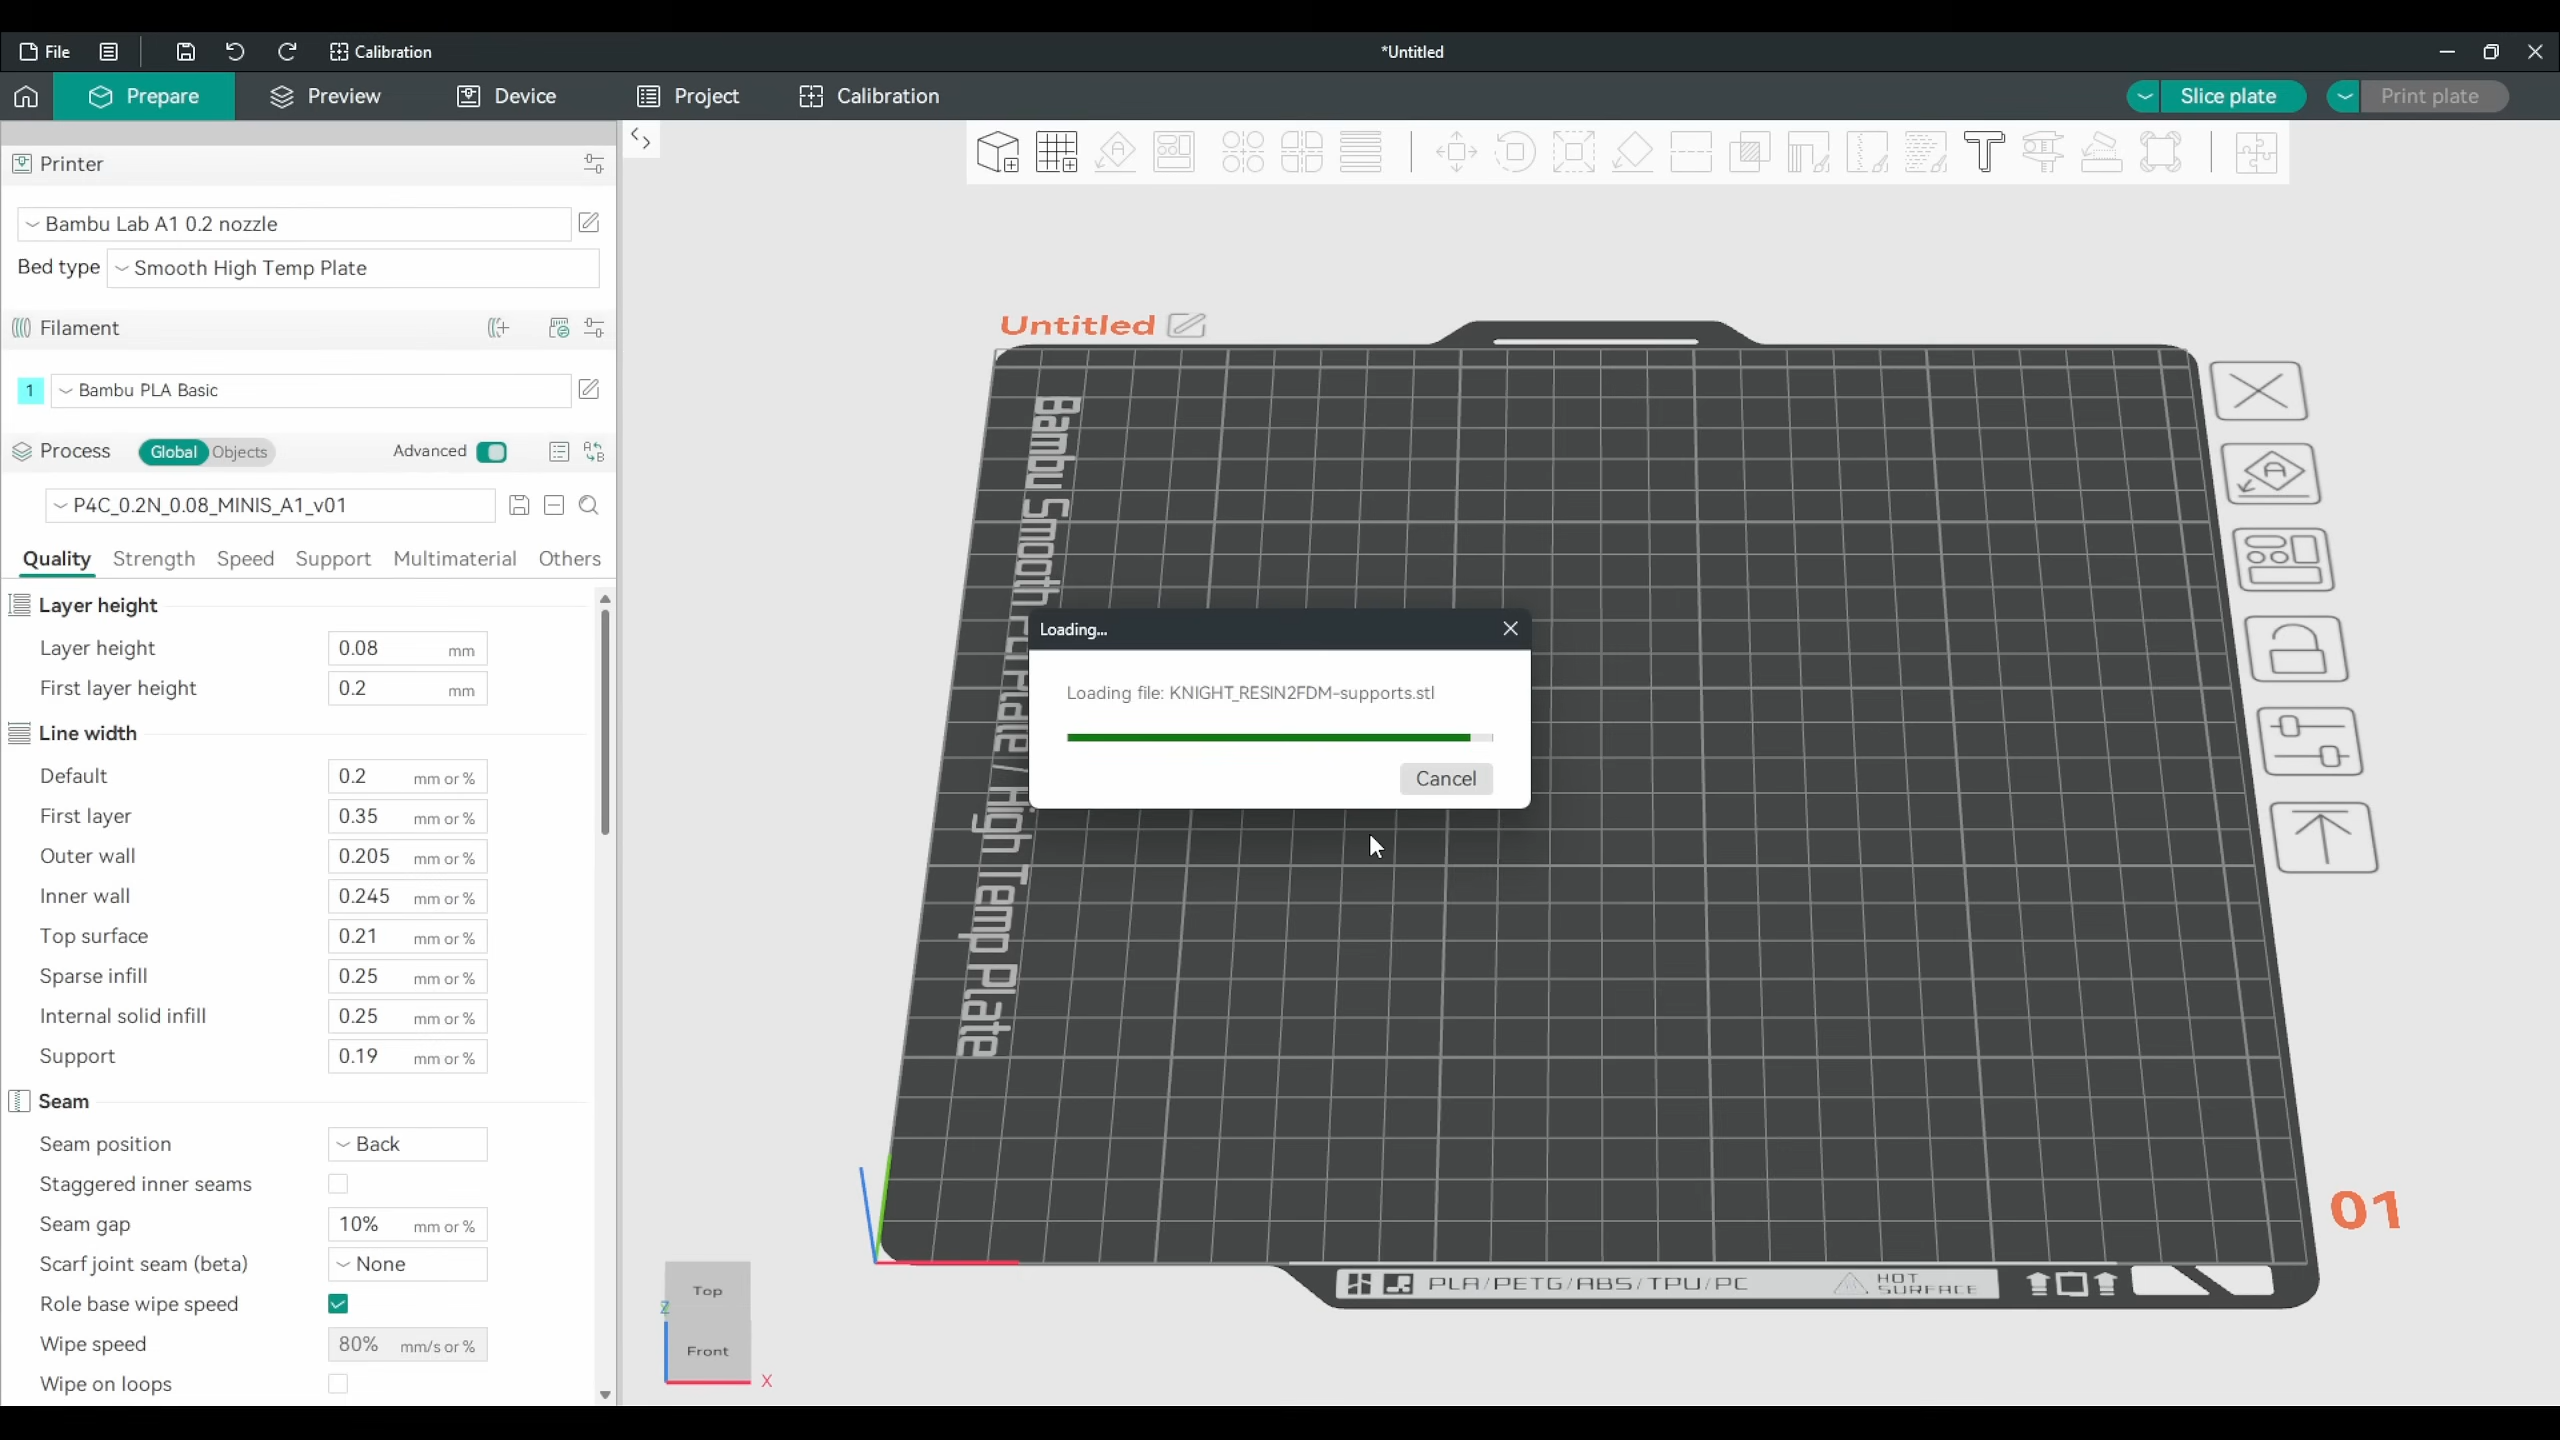 File
Calibration
*Untitled
Prepare
Preview
Device
Project
Calibration
Slice plate
Print plate
Printer
Bambu Lab A1 0.2 nozzle
Bed type Smooth High Temp Plate
Filament
1 Bambu PLA Basic
Process Global Objects Advanced
P4C_0.2N_0.08_MINIS_A1_v01
Quality Strength Speed Support Multimaterial Others
Layer height
Layer height 0.08 mm
First layer height 0.2 mm
Line width
Default 0.2 mm or %
First layer 0.35 mm or %
Outer wall 0.205 mm or %
Inner wall 0.245 mm or %
Top surface 0.21 mm or %
Sparse infill 0.25 mm or %
Internal solid infill 0.25 mm or %
Support 0.19 mm or %
Seam
Seam position Back
Staggered inner seams
Seam gap 10% mm or %
Scarf joint seam (beta) None
Role base wipe speed
Wipe speed 80% mm/s or %
Wipe on loops
Untitled
Bambu Smooth Plate / High Temp Plate
Loading...
Loading file: KNIGHT_RESIN2FDM-supports.stl
Cancel
01
PLA/PETG/ABS/TPU/PC
HOT
SURFACE
Top
Z
Front
X